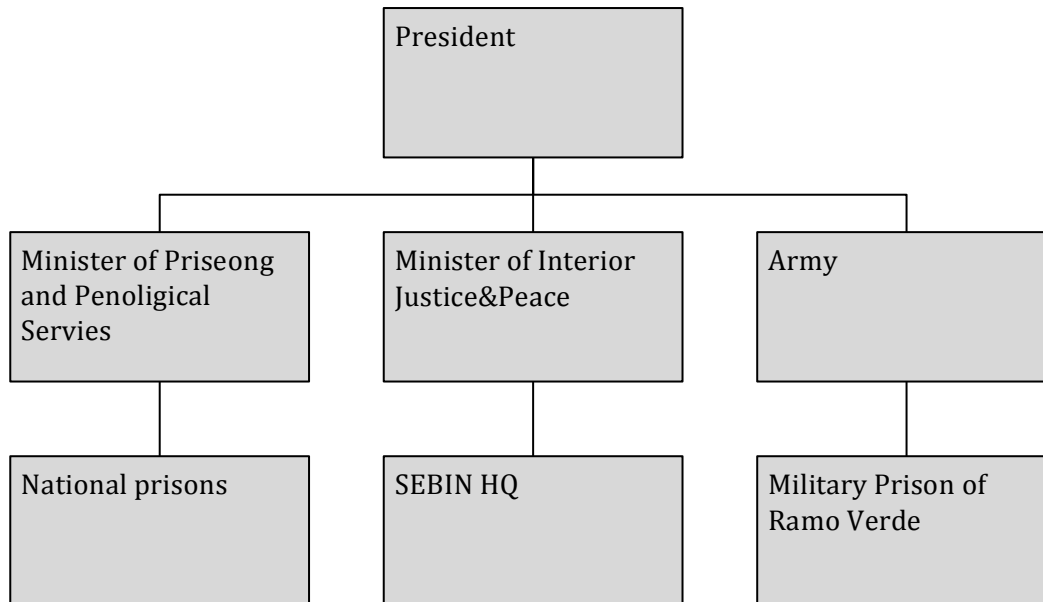 President
Minister of Priseong
and Penoligical
Servies
Minister of Interior
Justice&Peace
Army
National prisons
SEBIN HQ
Military Prison of
Ramo Verde